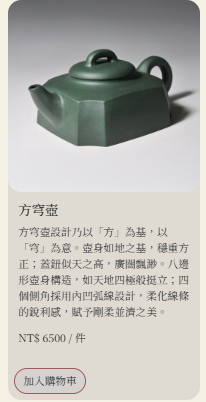 方穹壺
方穹壺設計乃以「方」為基，以
「穹」為意。壺身如地之基，穩重方
正；蓋鈕似天之高，廣闊飄渺。八邊
形壺身構造，如天地四極般挺立；四
個側角採用內凹弧線設計，柔化線條
的銳利感，賦予剛柔並濟之美。
NT$ 6500 / 件
加入購物車